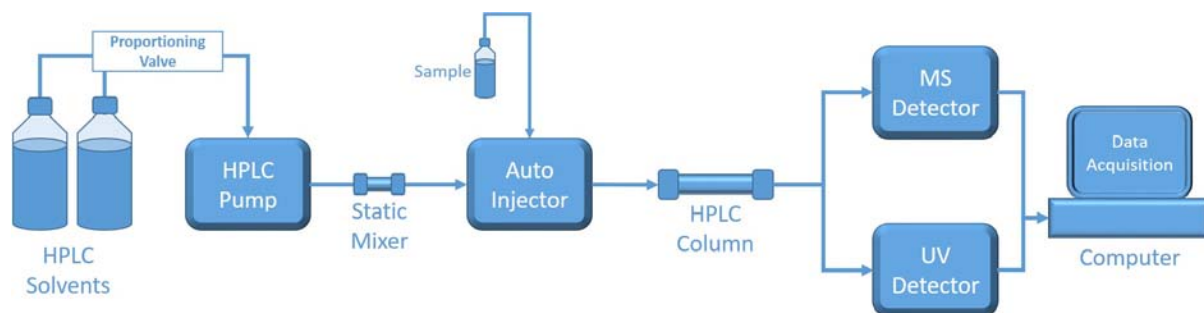 Proportioning
Valve
HPLC
Solvents
HPLC
Pump
Static
Mixer
Sample
Auto
Injector
HPLC
Column
MS
Detector
UV
Detector
Data
Acquisition
Computer